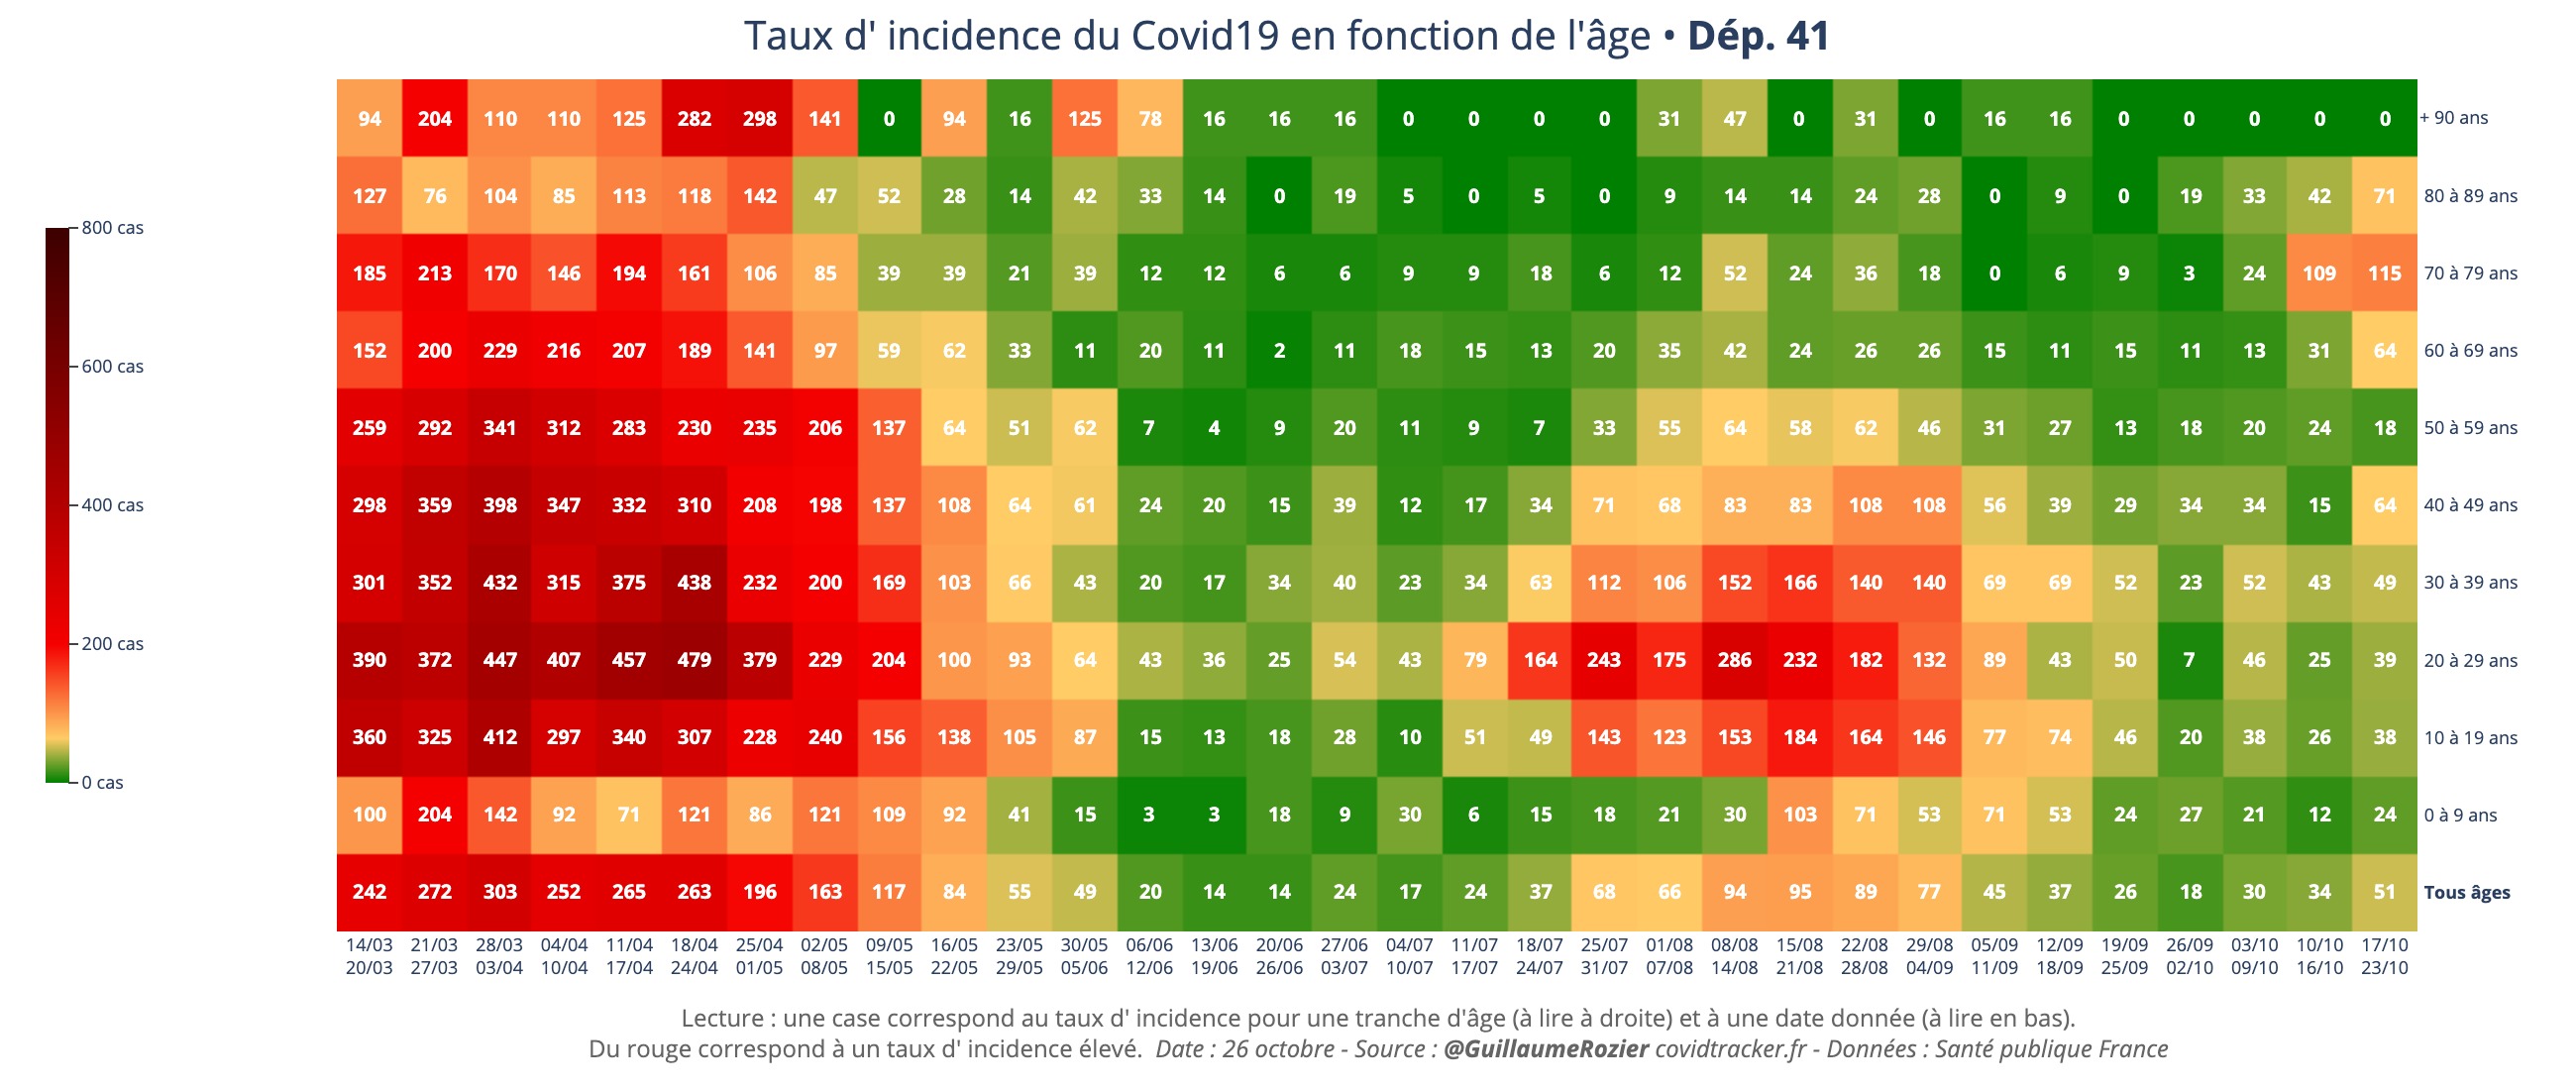 Taux d' incidence du Covid19 en fonction de l'âge • Dép. 41
800 cas
600 cas
400 cas
200 cas
0 cas
94 204 110 110 125 282 298 141 0 94 16 125 78 16 16 16 0 0 0 0 31 47 0 31 0 16 16 0 0 0 0 0 + 90 ans
127 76 104 85 113 118 142 47 52 28 14 42 33 14 0 19 5 0 5 0 9 14 14 24 28 0 9 0 19 33 42 71 80 à 89 ans
185 213 170 146 194 161 106 85 39 39 21 39 12 12 6 6 9 9 18 6 12 52 24 36 18 0 6 9 3 24 109 115 70 à 79 ans
152 200 229 216 207 189 141 97 59 62 33 11 20 11 2 11 18 15 13 20 35 42 24 26 26 15 11 15 11 13 31 64 60 à 69 ans
259 292 341 312 283 230 235 206 137 64 51 62 7 4 9 20 11 9 7 33 55 64 58 62 46 31 27 13 18 20 24 18 50 à 59 ans
298 359 398 347 332 310 208 198 137 108 64 61 24 20 15 39 12 17 34 71 68 83 83 108 108 56 39 29 34 34 15 64 40 à 49 ans
301 352 432 315 375 438 232 200 169 103 66 43 20 17 34 40 23 34 63 112 106 152 166 140 140 69 69 52 23 52 43 49 30 à 39 ans
390 372 447 407 457 479 379 229 204 100 93 64 43 36 25 54 43 79 164 243 175 286 232 182 132 89 43 50 7 46 25 39 20 à 29 ans
360 325 412 297 340 307 228 240 156 138 105 87 15 13 18 28 10 51 49 143 123 153 184 164 146 77 74 46 20 38 26 38 10 à 19 ans
100 204 142 92 71 121 86 121 109 92 41 15 3 3 18 9 30 6 15 18 21 30 103 71 53 71 53 24 27 21 12 24 0 à 9 ans
242 272 303 252 265 263 196 163 117 84 55 49 20 14 14 24 17 24 37 68 66 94 95 89 77 45 37 26 18 30 34 51 Tous âges
14/03 21/03 28/03 04/04 11/04 18/04 25/04 02/05 09/05 16/05 23/05 30/05 06/06 13/06 20/06 27/06 04/07 11/07 18/07 25/07 01/08 08/08 15/08 22/08 29/08 05/09 12/09 19/09 26/09 03/10 10/10 17/10
20/03 27/03 03/04 10/04 17/04 24/04 01/05 08/05 15/05 22/05 29/05 05/06 12/06 19/06 26/06 03/07 10/07 17/07 24/07 31/07 07/08 14/08 21/08 28/08 04/09 11/09 18/09 25/09 02/10 09/10 16/10 23/10
Lecture : une case correspond au taux d' incidence pour une tranche d'âge (à lire à droite) et à une date donnée (à lire en bas).
Du rouge correspond à un taux d' incidence élevé. Date : 26 octobre - Source : @GuillaumeRozier covidtracker.fr - Données : Santé publique France